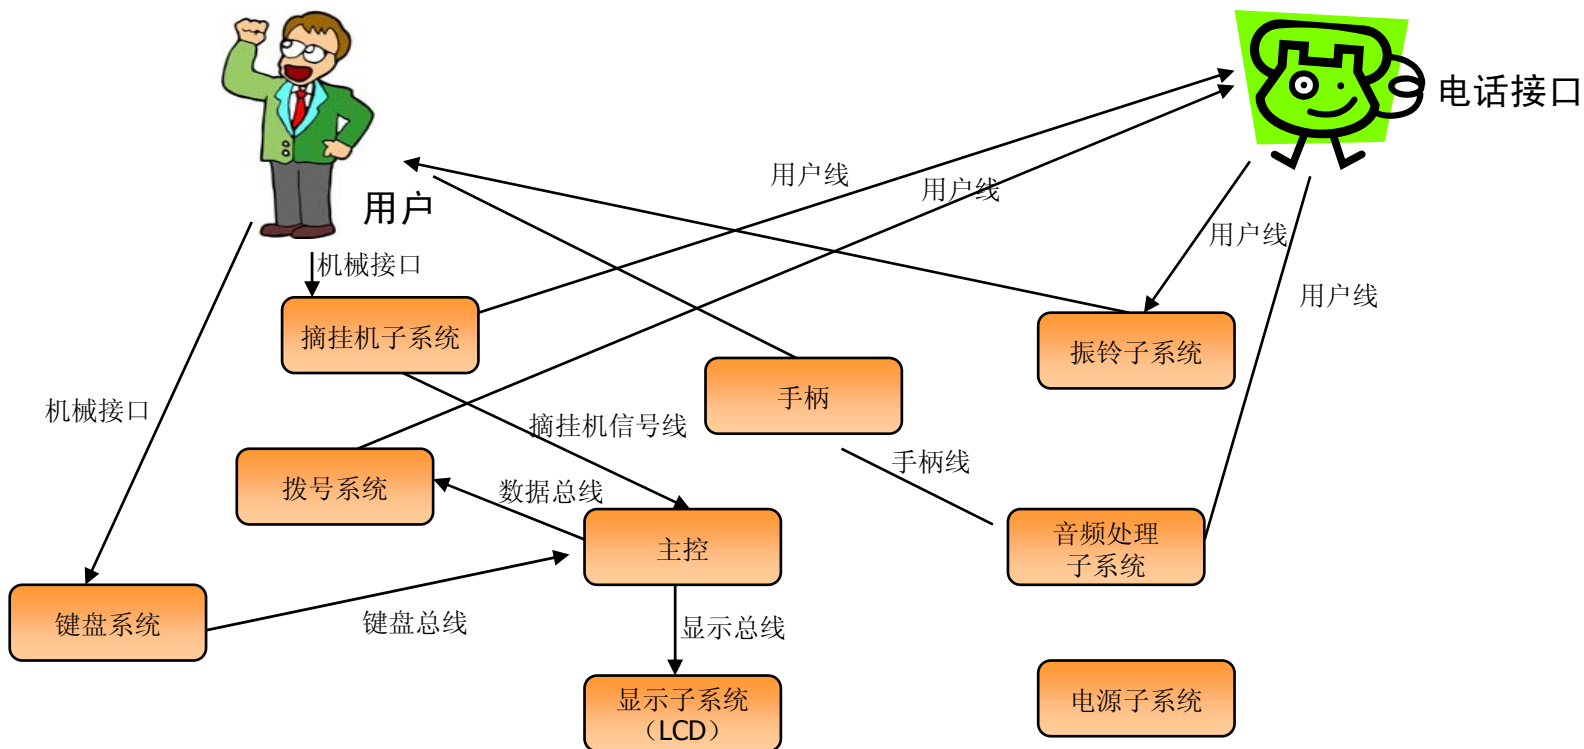 电话接口
用户线
用户线
用户
用户线
机械接口
用户线
摘挂机子系统
振铃子系统
手柄
机械接口
摘挂机信号线
手柄线
拨号系统
数据总线
主控
音频处理
子系统
键盘系统
键盘总线
显示总线
显示子系统
（LCD）
电源子系统